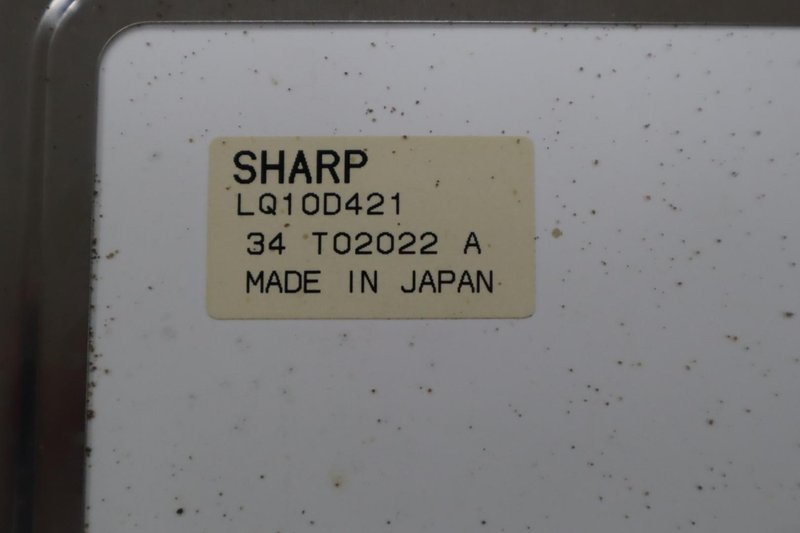 SHARP
LQ10D421
34 T02022 A
MADE IN JAPAN